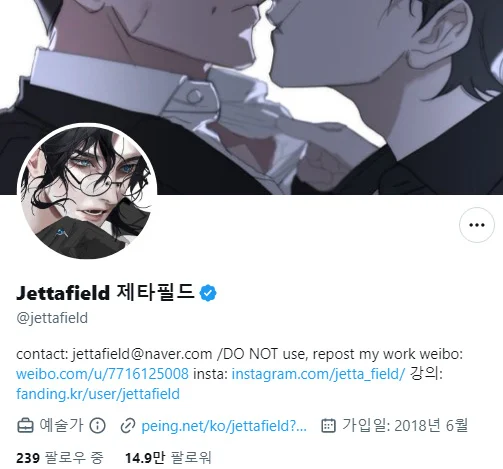 Jettafield 제타필드
@jettafield
contact: jettafield@naver.com /DO NOT use, repost my work weibo:
weibo.com/u/7716125008 insta: instagram.com/jetta_field/ 강의:
fanding.kr/user/jettafield
예술가 peing.net/ko/jettafield?... 가입일: 2018년 6월
239 팔로우 중 14.9만 팔로워